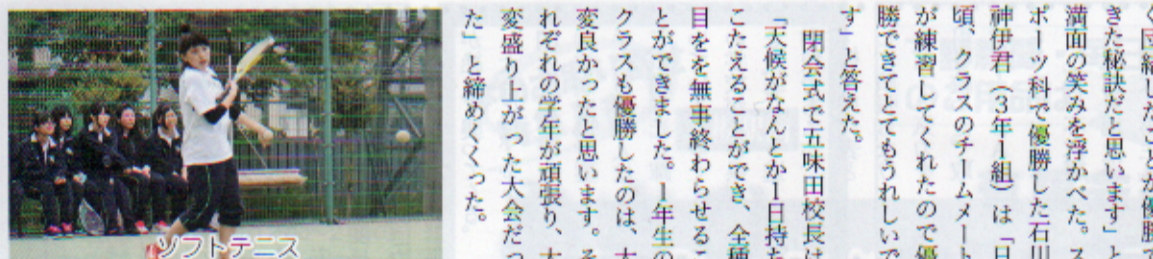 く団結したことが優勝で
きた秘訣だと思います」と
満面の笑みを浮かべた。ス
ポーツ科で優勝した石川
神伊君(3年1組)は「日
頃、クラスのチームメート
が練習してくれたので優
勝できてとてもうれしいで
す」と答えた。
閉会式で五味田校長は
「天候がなんとか1日持ち
こたえることができ、全種
目をを無事終わらせるこ
とができました。1年生の
クラスも優勝したのは、大
変良かったと思います。そ
れぞれの学年が頑張り、大
変盛り上がった大会だっ
た」と締めくくった。
ソフトテニス